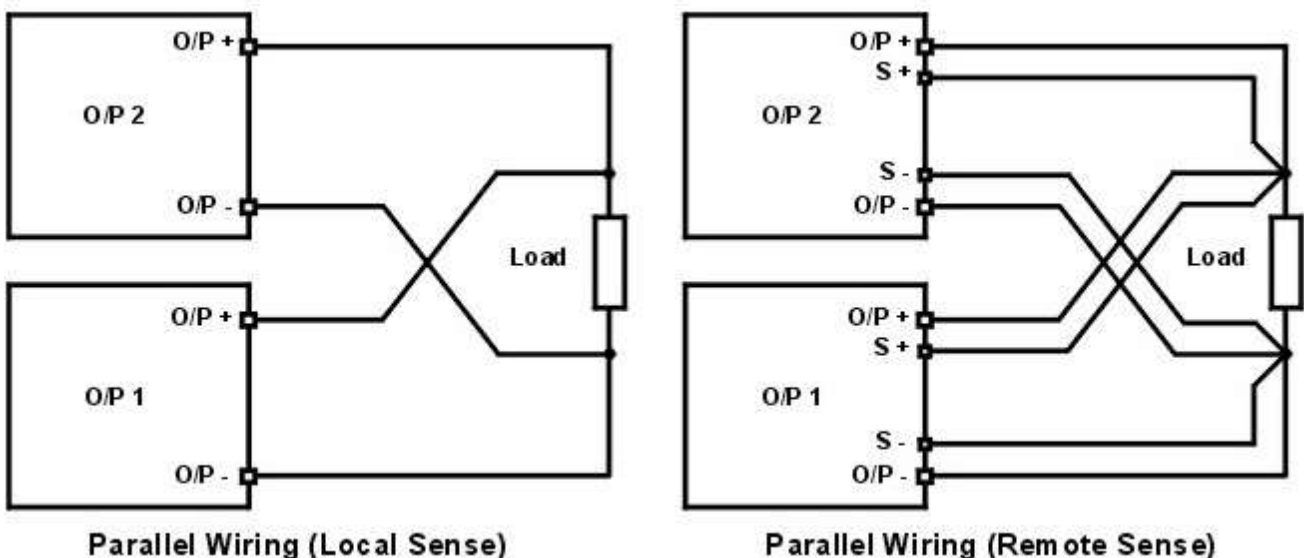 O/P +
O/P 2
O/P -
Load
O/P +
O/P 1
O/P -
Parallel Wiring (Local Sense)
O/P +
S +
O/P 2
S -
O/P -
Load
O/P +
S +
O/P 1
S -
O/P -
Parallel Wiring (Remote Sense)